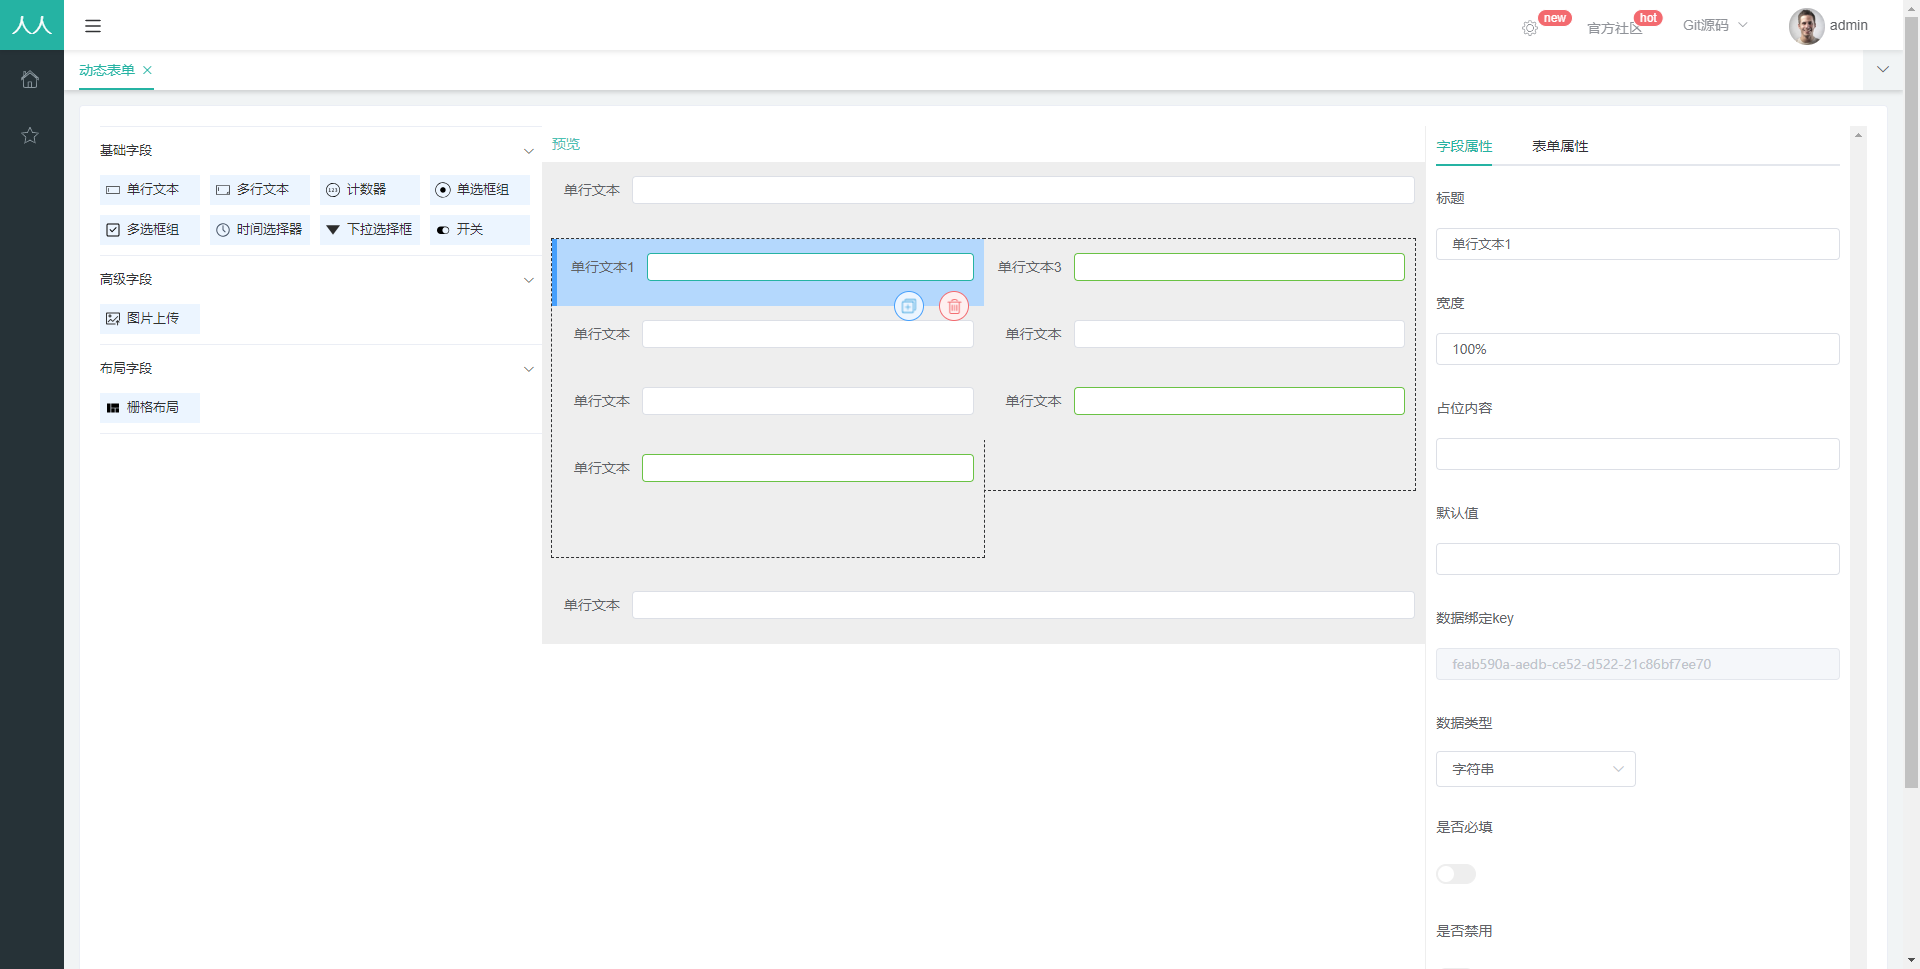 人人
new
官方社区
hot
Git源码
admin
动态表单
基础字段
单行文本
多行文本
计数器
单选框组
多选框组
时间选择器
下拉选择框
开关
高级字段
图片上传
布局字段
栅格布局
预览
单行文本
单行文本1
单行文本3
单行文本
单行文本
单行文本
单行文本
单行文本
单行文本
字段属性
表单属性
标题
单行文本1
宽度
100%
占位内容
默认值
数据绑定key
feab590a-aedb-ce52-d522-21c86bf7ee70
数据类型
字符串
是否必填
是否禁用